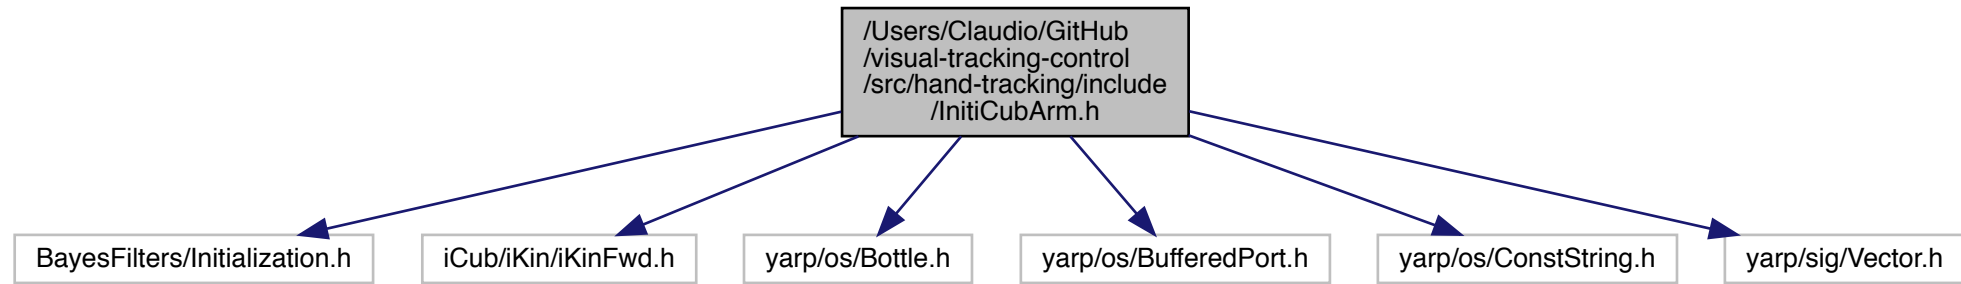 /Users/Claudio/GitHub
/visual-tracking-control
/src/hand-tracking/include
/InitiCubArm.h
BayesFilters/Initialization.h
iCub/iKin/iKinFwd.h
yarp/os/Bottle.h
yarp/os/BufferedPort.h
yarp/os/ConstString.h
yarp/sig/Vector.h